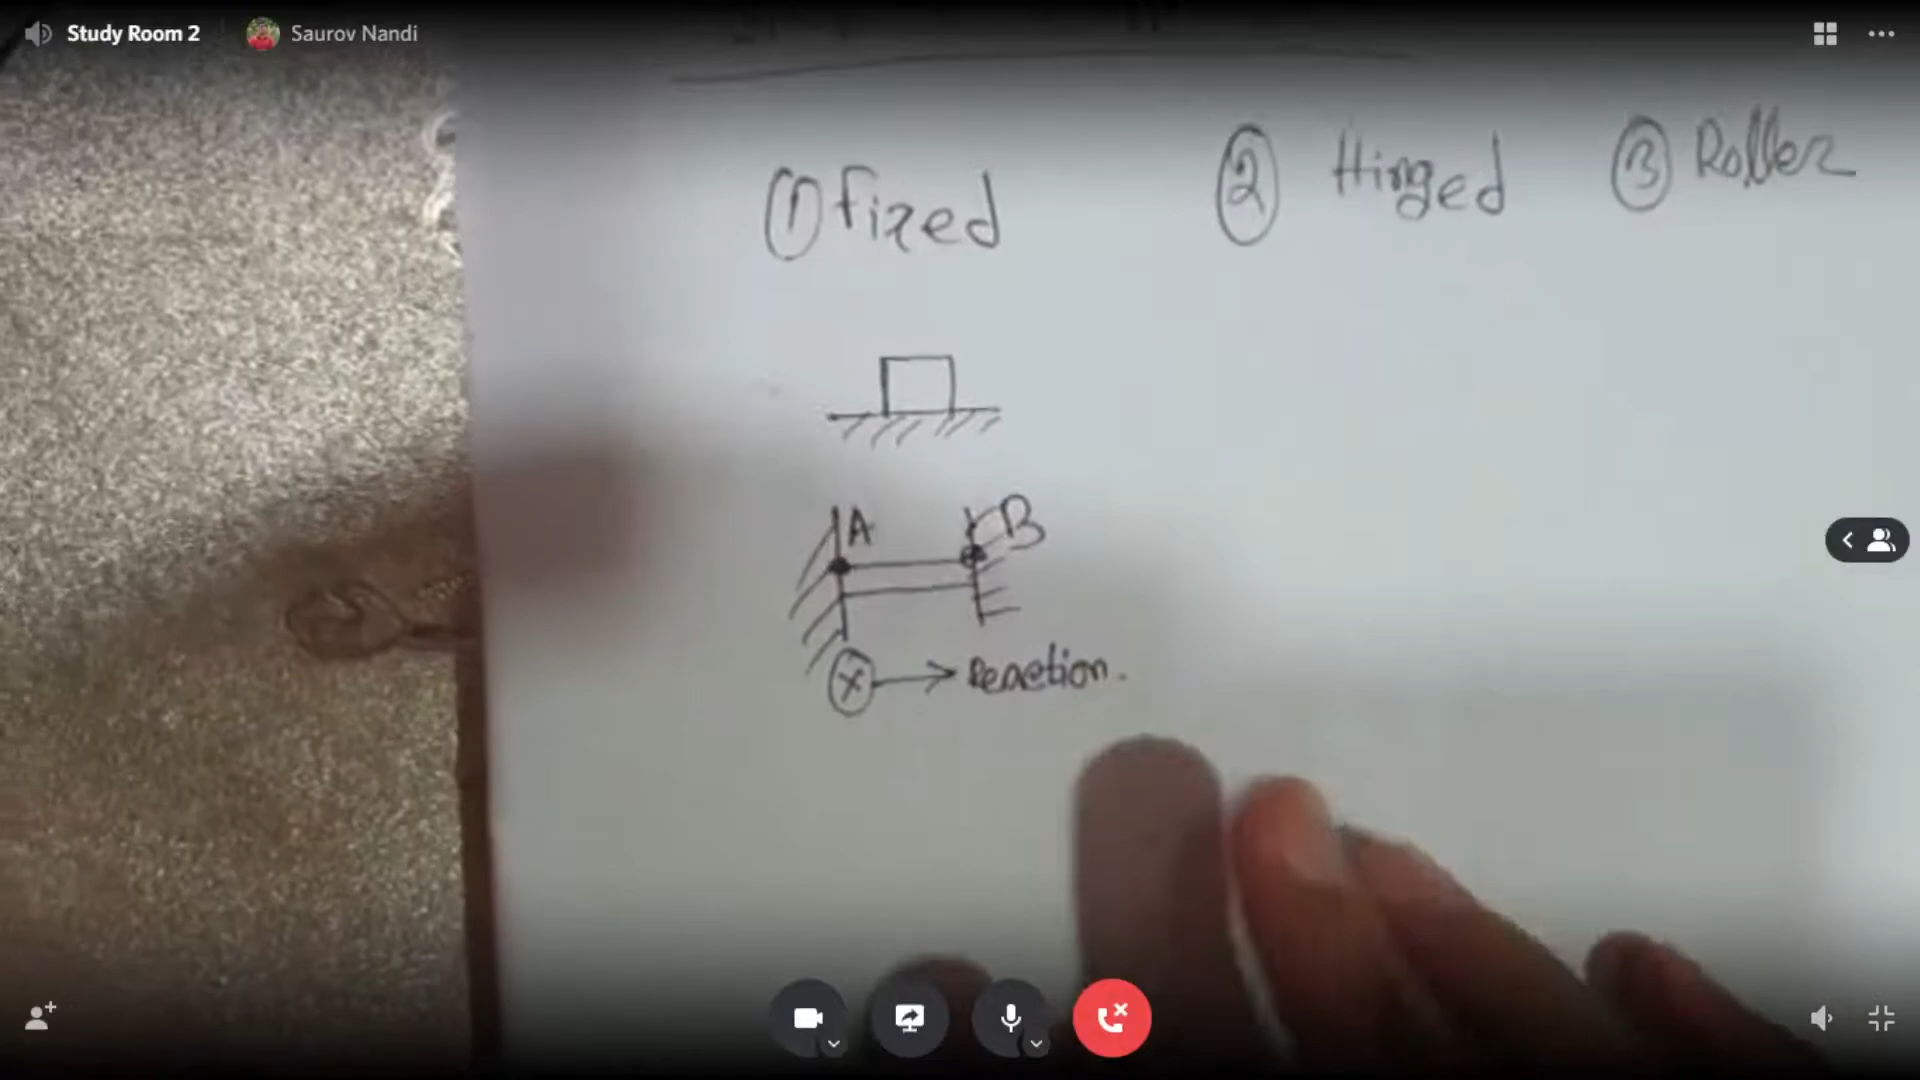 Study Room 2 Saurov Nandi
① fixed ② Hinged ③ Roller
A B
X → Reaction.